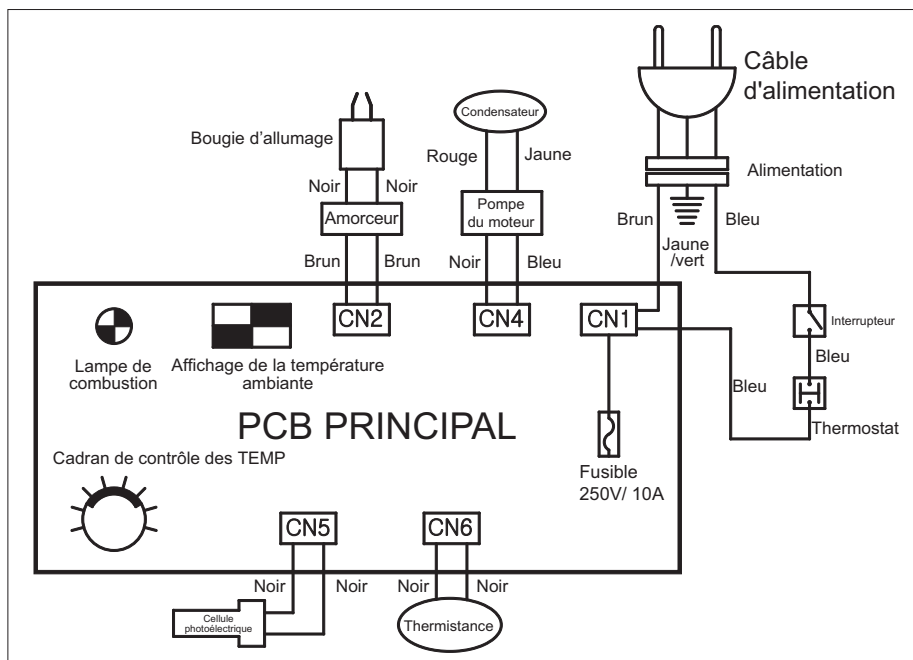 Câble
d'alimentation
Condensateur
Bougie d'allumage
Rouge
Jaune
Alimentation
Noir
Noir
Amorceur
Pompe
du moteur
Brun
Bleu
Jaune
/vert
Brun
Brun
Noir
Bleu
CN2
CN4
CN1
Interrupteur
Lampe de
combustion
Affichage de la température
ambiante
Bleu
Bleu
Thermostat
PCB PRINCIPAL
Cadran de contrôle des TEMP
Fusible
250V/ 10A
CN5
CN6
Noir
Noir
Noir
Noir
Cellule
photoélectrique
Thermistance